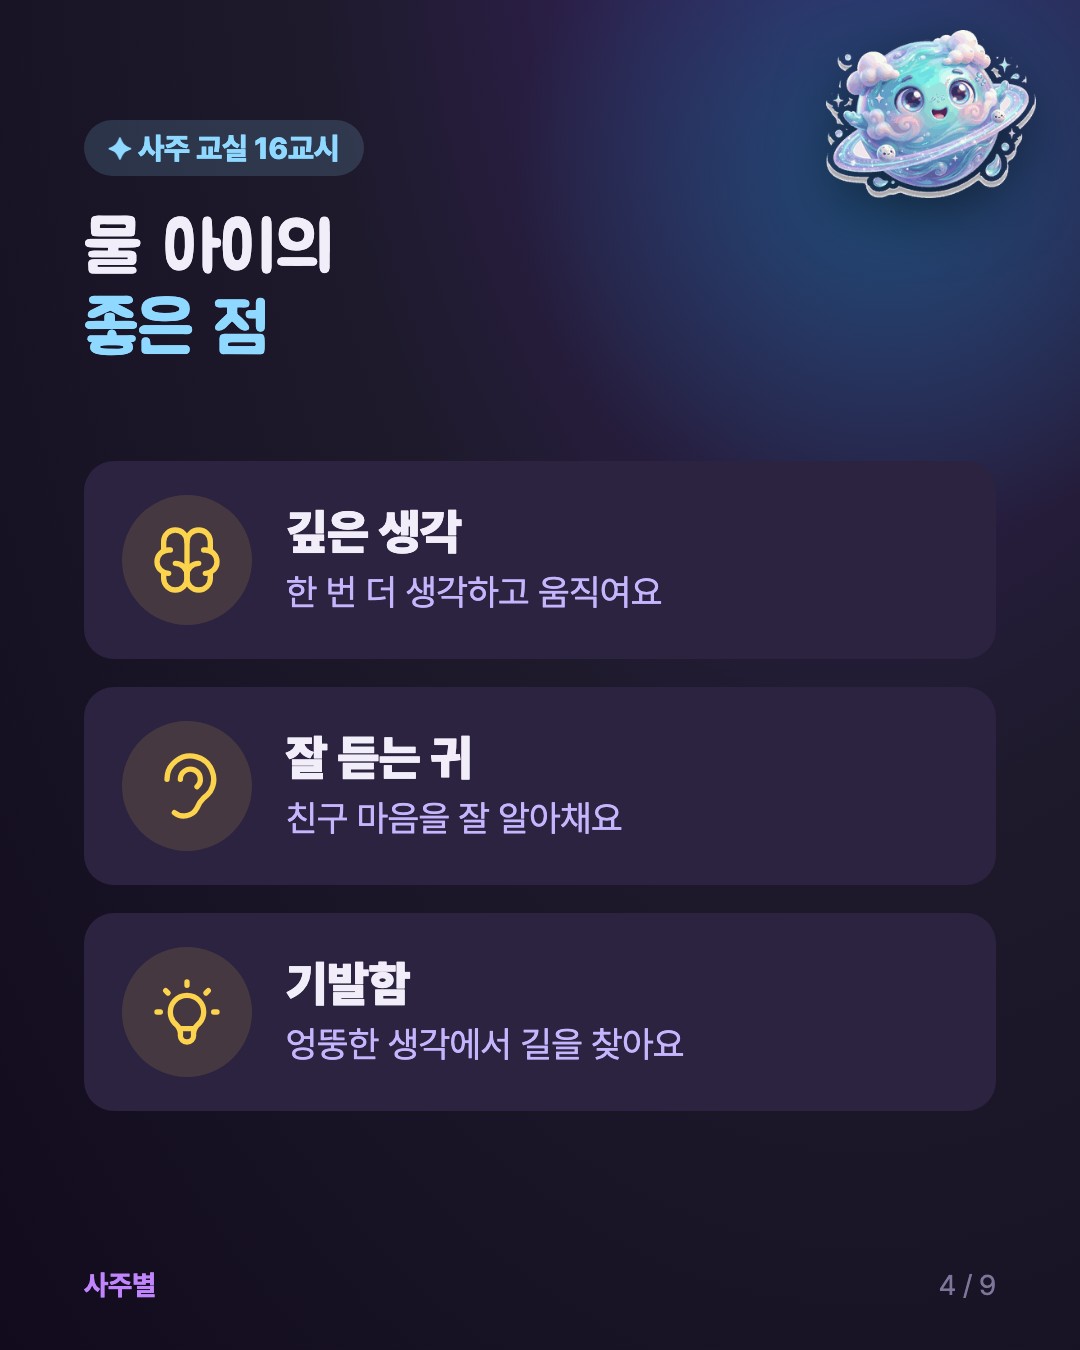 ✦ 사주 교실 16교시
물 아이의
좋은 점
깊은 생각
한 번 더 생각하고 움직여요
잘 듣는 귀
친구 마음을 잘 알아채요
기발함
엉뚱한 생각에서 길을 찾아요
사주별
4 / 9